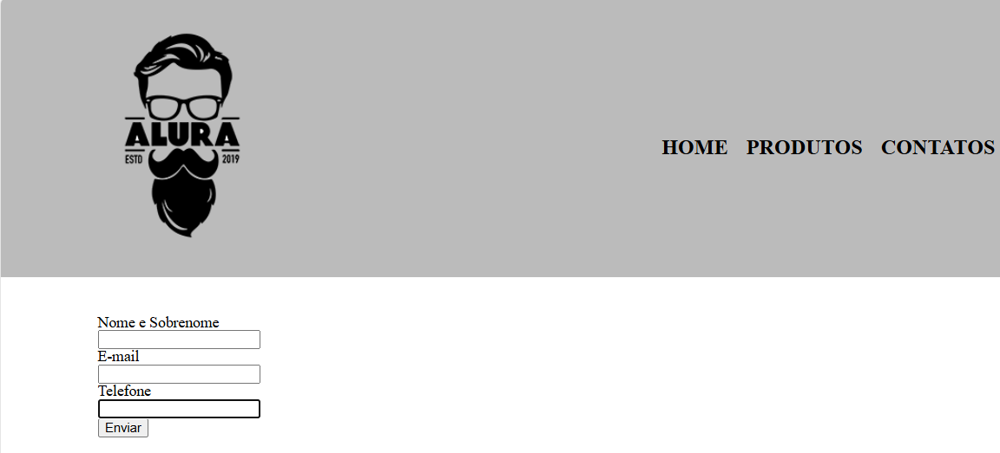 ALURA
ESTD 2019
HOME PRODUTOS CONTATOS
Nome e Sobrenome
E-mail
Telefone
Enviar